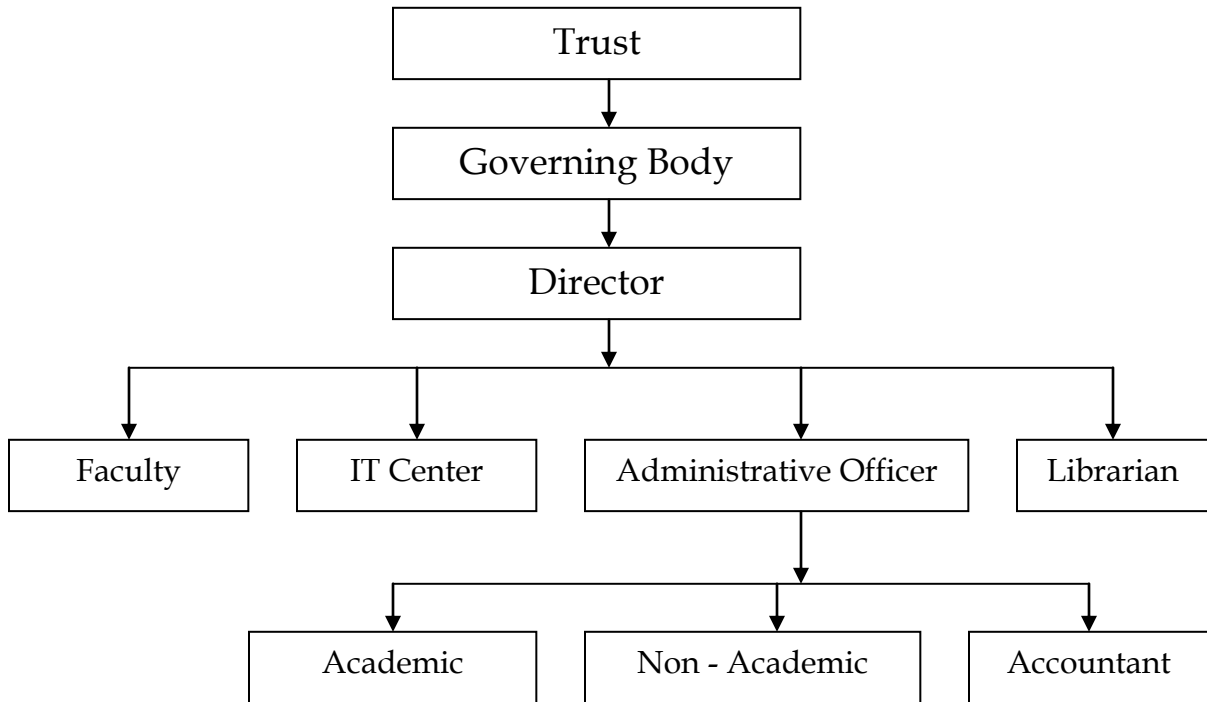 Trust
Governing Body
Director
Faculty
IT Center
Administrative Officer
Librarian
Academic
Non - Academic
Accountant